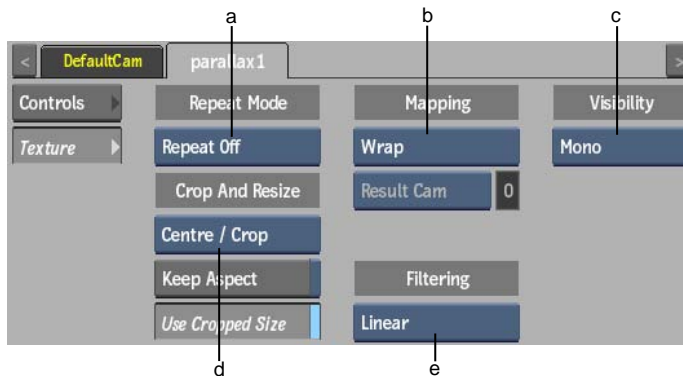 a b c
< DefaultCam parallax1 >
Controls Repeat Mode Mapping Visibility
Texture Repeat Off Wrap Mono
Crop And Resize Result Cam 0
Centre / Crop
Keep Aspect Filtering
Use Cropped Size Linear
d e